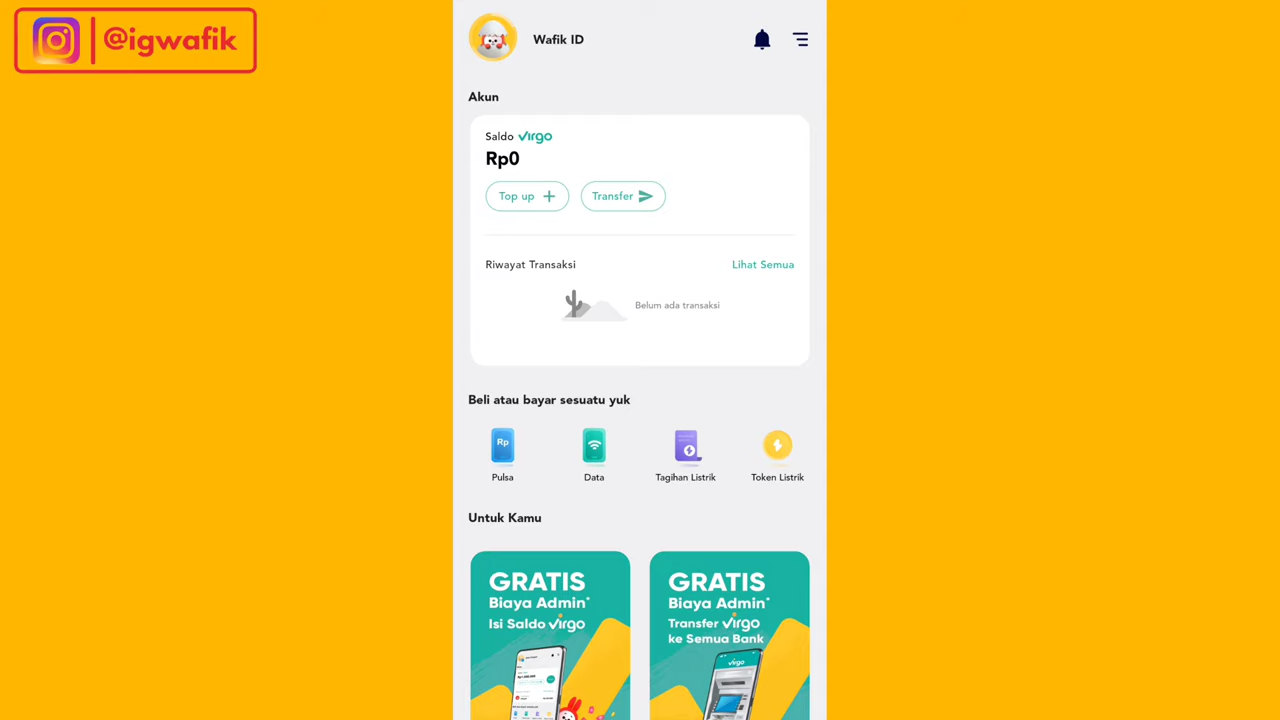 @igwafik
Wafik ID
Akun
Saldo virgo
Rp0
Top up
Transfer
Riwayat Transaksi
Lihat Semua
Belum ada transaksi
Beli atau bayar sesuatu yuk
Rp
Pulsa
Data
Tagihan Listrik
Token Listrik
Untuk Kamu
GRATIS
Biaya Admin*
Isi Saldo virgo
GRATIS
Biaya Admin*
Transfer virgo
ke Semua Bank
virgo